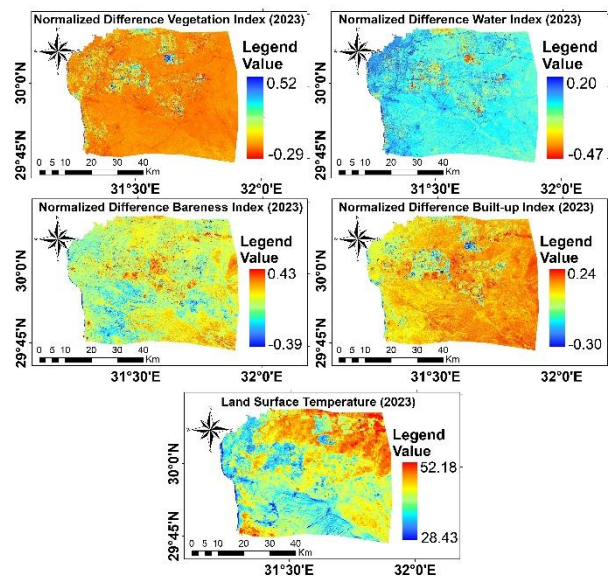 Normalized Difference Vegetation Index (2023)
Legend
Value
0.52
-0.29
30°0'N
29°45'N
0 5 10 20 30 40
Km
31°30'E
32°0'E
Normalized Difference Water Index (2023)
Legend
Value
0.20
-0.47
30°0'N
29°45'N
0 5 10 20 30 40
Km
31°30'E
32°0'E
Normalized Difference Bareness Index (2023)
Legend
Value
0.43
-0.39
30°0'N
29°45'N
0 5 10 20 30 40
Km
31°30'E
32°0'E
Normalized Difference Built-up Index (2023)
Legend
Value
0.24
-0.30
30°0'N
29°45'N
0 5 10 20 30 40
Km
31°30'E
32°0'E
Land Surface Temperature (2023)
Legend
Value
52.18
28.43
30°0'N
29°45'N
0 5 10 20 30 40
Km
31°30'E
32°0'E